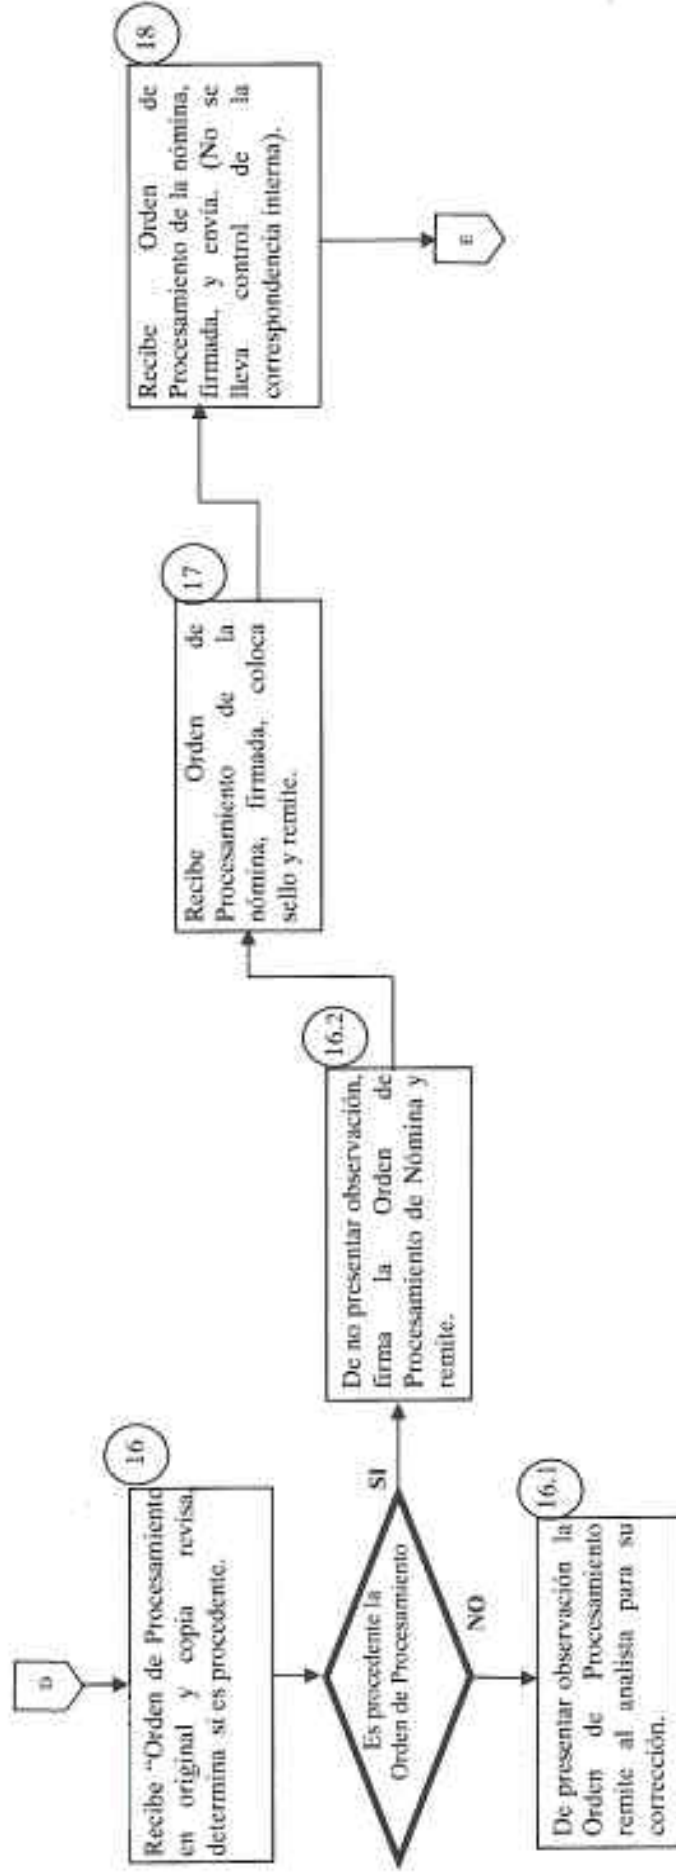 D
16
Recibe "Orden de Procesamiento
en original y copia revisa,
determina si es procedente.
Es procedente la
Orden de Procesamiento
SI
NO
16.1
De presentar observación la
Orden de Procesamiento
remite al analista para su
corrección.
16.2
De no presentar observación,
firma la Orden de
Procesamiento de Nómina y
remite.
17
Recibe Orden de
Procesamiento de la
nómina, firmada, coloca
sello y remite.
18
Recibe Orden de
Procesamiento de la nómina,
firmada, y envía. (No se
lleva control de la
correspondencia interna).
E